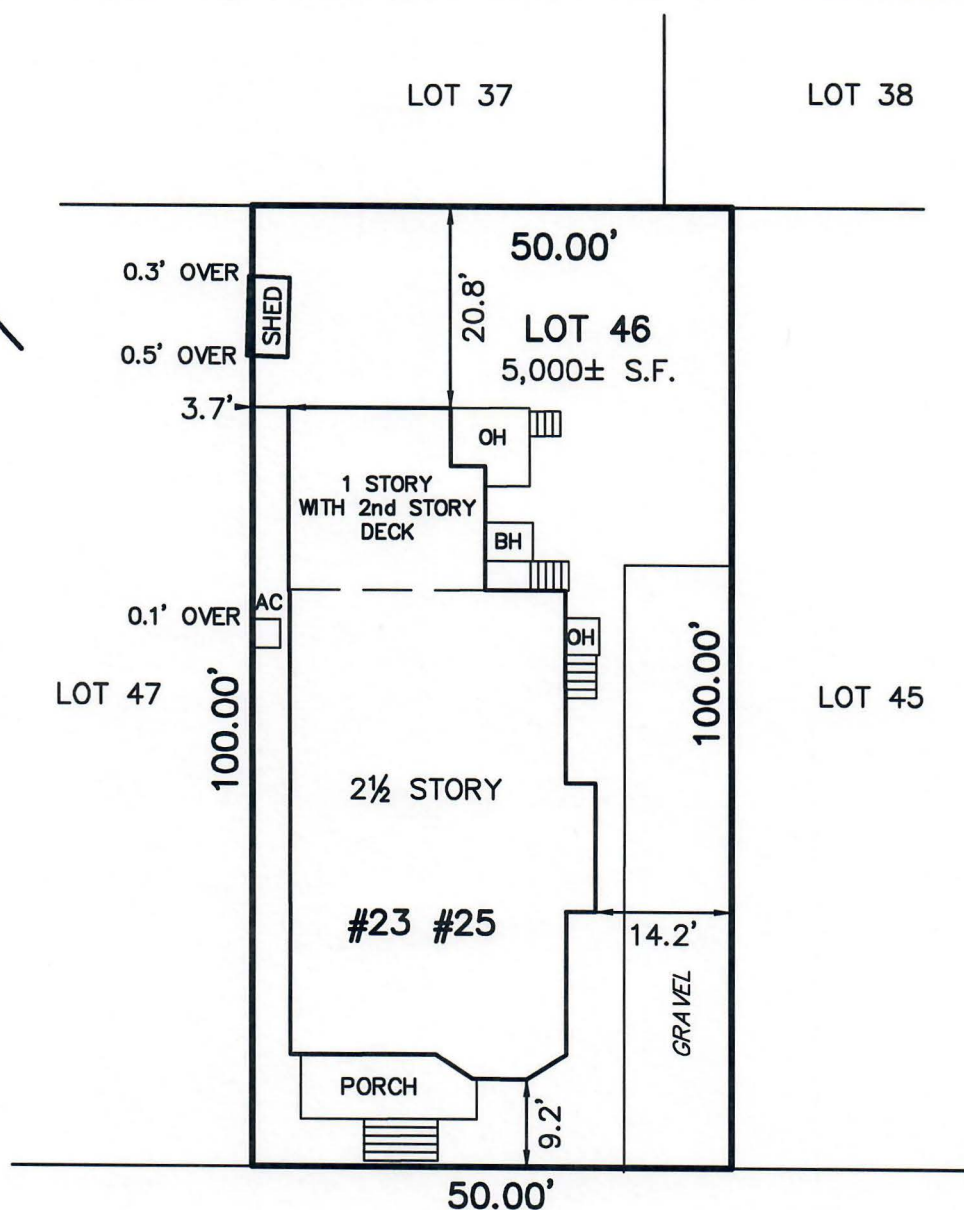 LOT 37
LOT 38
50.00'
0.3' OVER
SHED
20.8'
LOT 46
0.5' OVER
5,000± S.F.
3.7'
OH
1 STORY
WITH 2nd STORY
DECK
BH
AC
0.1' OVER
OH
LOT 47
100.00'
100.00'
LOT 45
2½ STORY
#23 #25
14.2'
GRAVEL
PORCH
9.2'
50.00'